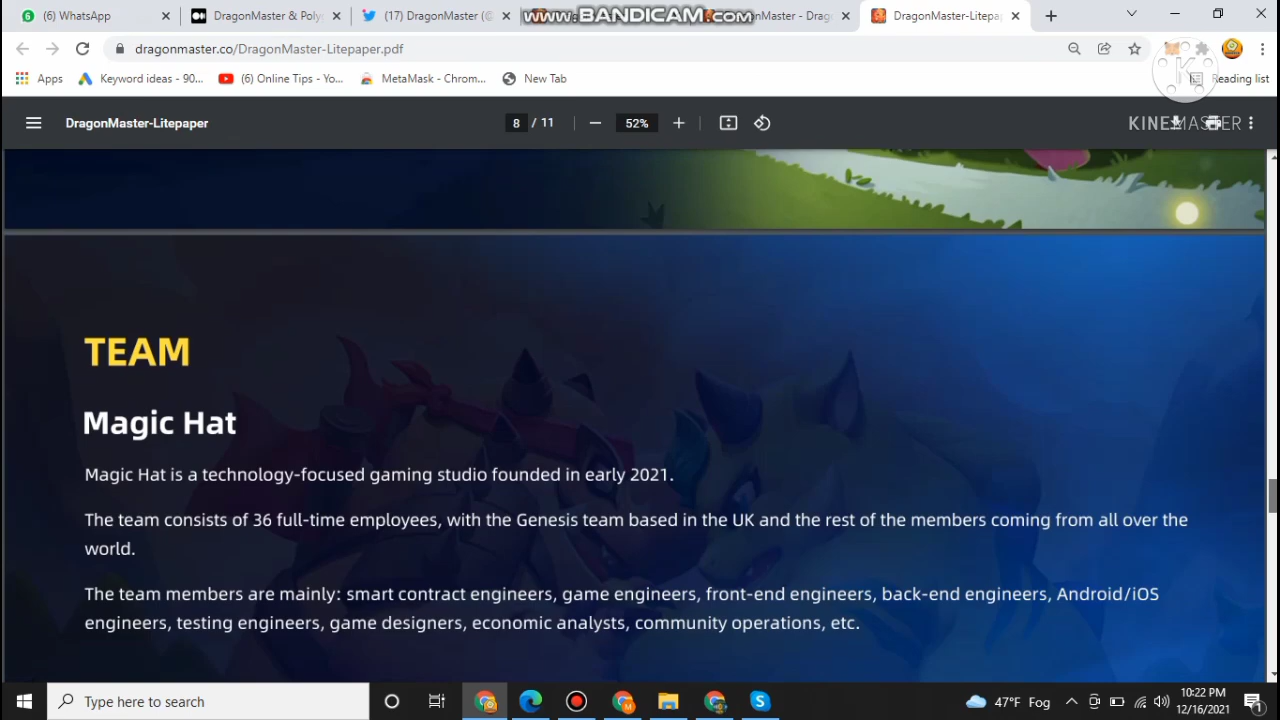 (6) WhatsApp
DragonMaster & Poly
(17) DragonMaster (@
www.BANDICAM.com
Master - Drag
DragonMaster-Litepa
dragonmaster.co/DragonMaster-Litepaper.pdf
Apps
Keyword ideas - 90...
(6) Online Tips - Yo...
MetaMask - Chrom...
New Tab
Reading list
DragonMaster-Litepaper
8 / 11
52%
KINEMASTER
TEAM
Magic Hat
Magic Hat is a technology-focused gaming studio founded in early 2021.
The team consists of 36 full-time employees, with the Genesis team based in the UK and the rest of the members coming from all over the
world.
The team members are mainly: smart contract engineers, game engineers, front-end engineers, back-end engineers, Android/iOS
engineers, testing engineers, game designers, economic analysts, community operations, etc.
Type here to search
47°F Fog
10:22 PM
12/16/2021
1